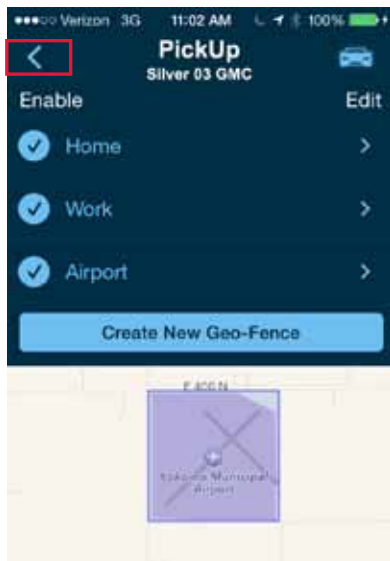 Verizon 3G 11:02 AM 100%
PickUp
Silver 03 GMC
Enable Edit
Home
Work
Airport
Create New Geo-Fence
E 400 N
Kokomo Municipal
Airport